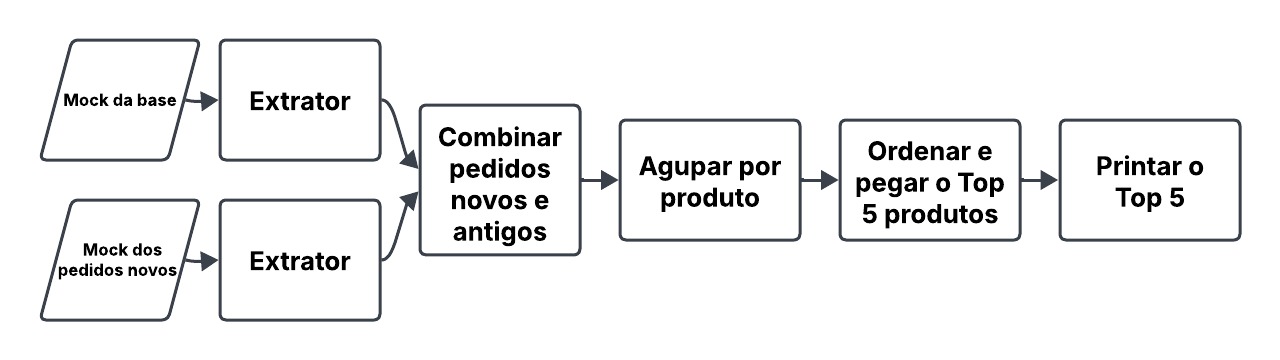 Mock da base
Extrator
Mock dos
pedidos novos
Extrator
Combinar
pedidos
novos e
antigos
Agupar por
produto
Ordenar e
pegar o Top
5 produtos
Printar o
Top 5